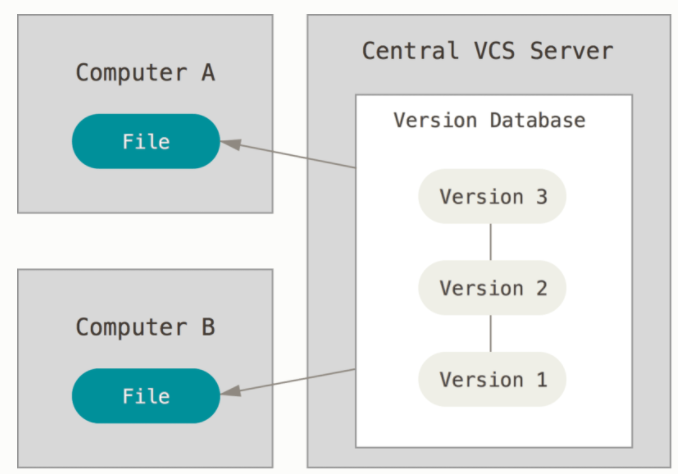 Computer A
File
Computer B
File
Central VCS Server
Version Database
Version 3
Version 2
Version 1